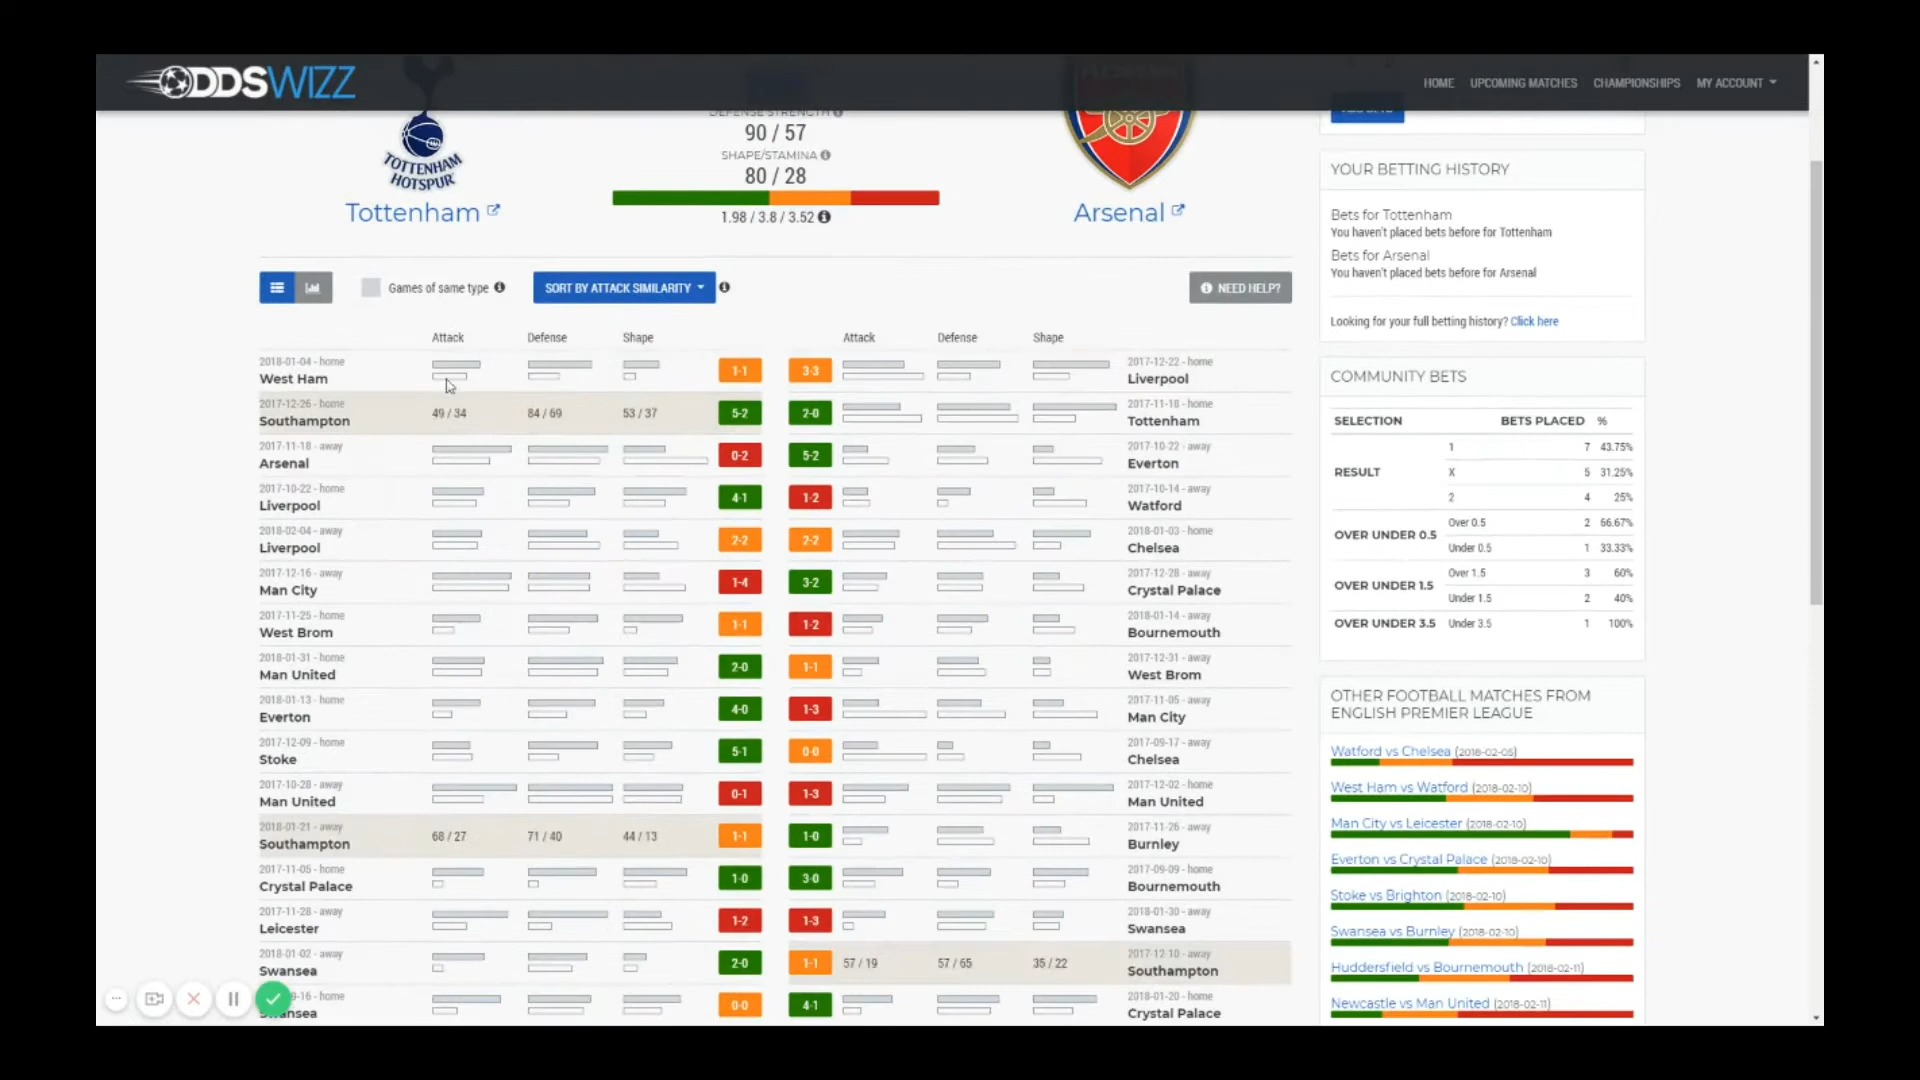 ODDSWIZZ
HOME UPCOMING MATCHES CHAMPIONSHIPS MY ACCOUNT
DEFENSE STRENGTH
90 / 57
SHAPE/STAMINA
80 / 28
1.98 / 3.8 / 3.52
TOTTENHAM
HOTSPUR
Tottenham
Arsenal
Games of same type
SORT BY ATTACK SIMILARITY
NEED HELP?
Attack Defense Shape Attack Defense Shape
2018-01-04 - home 2017-12-22 - home
West Ham 1-1 3-3 Liverpool
2017-12-26 - home 2017-11-18 - home
Southampton 49 / 34 84 / 69 53 / 37 5-2 2-0 Tottenham
2017-11-18 - away 2017-10-22 - away
Arsenal 0-2 5-2 Everton
2017-10-22 - home 2017-10-14 - away
Liverpool 4-1 1-2 Watford
2018-02-04 - away 2018-01-03 - home
Liverpool 2-2 2-2 Chelsea
2017-12-16 - away 2017-12-28 - away
Man City 1-4 3-2 Crystal Palace
2017-11-25 - home 2018-01-14 - away
West Brom 1-1 1-2 Bournemouth
2018-01-31 - home 2017-12-31 - away
Man United 2-0 1-1 West Brom
2018-01-13 - home 2017-11-05 - away
Everton 4-0 1-3 Man City
2017-12-09 - home 2017-09-17 - away
Stoke 5-1 0-0 Chelsea
2017-10-28 - away 2017-12-02 - home
Man United 0-1 1-3 Man United
2018-01-21 - away 2017-11-26 - away
Southampton 68 / 27 71 / 40 44 / 13 1-1 1-0 Burnley
2017-11-05 - home 2017-09-09 - home
Crystal Palace 1-0 3-0 Bournemouth
2017-11-28 - away 2018-01-30 - away
Leicester 1-2 1-3 Swansea
2018-01-02 - away 2017-12-10 - away
Swansea 2-0 1-1 57 / 19 57 / 65 35 / 22 Southampton
9-16 - home 2018-01-20 - home
ansea 0-0 4-1 Crystal Palace
YOUR BETTING HISTORY
Bets for Tottenham
You haven't placed bets before for Tottenham
Bets for Arsenal
You haven't placed bets before for Arsenal
Looking for your full betting history? Click here
COMMUNITY BETS
SELECTION BETS PLACED %
1 7 43.75%
RESULT X 5 31.25%
2 4 25%
Over 0.5 2 66.67%
OVER UNDER 0.5
Under 0.5 1 33.33%
Over 1.5 3 60%
OVER UNDER 1.5
Under 1.5 2 40%
OVER UNDER 3.5 Under 3.5 1 100%
OTHER FOOTBALL MATCHES FROM
ENGLISH PREMIER LEAGUE
Watford vs Chelsea (2018-02-05)
West Ham vs Watford (2018-02-10)
Man City vs Leicester (2018-02-10)
Everton vs Crystal Palace (2018-02-10)
Stoke vs Brighton (2018-02-10)
Swansea vs Burnley (2018-02-10)
Huddersfield vs Bournemouth (2018-02-11)
Newcastle vs Man United (2018-02-11)